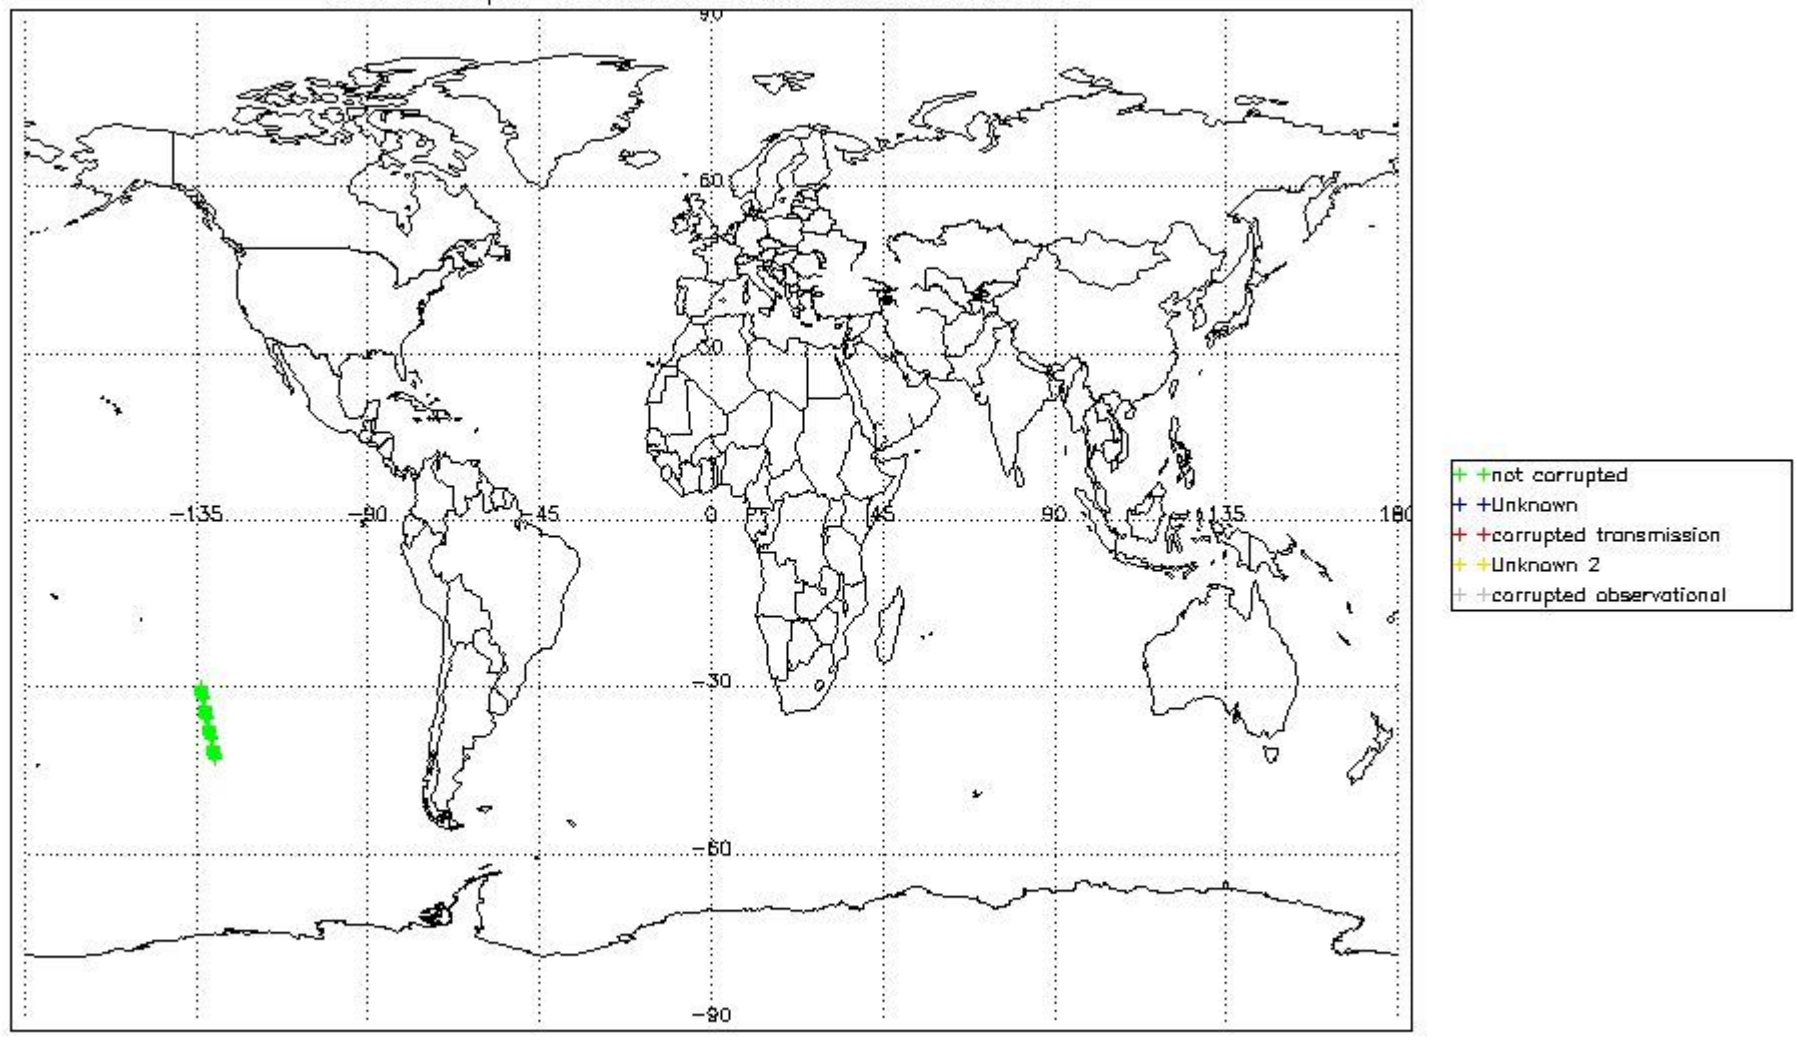 90
60
30
-135 -90 -45 0 45 90 135 180
-30
-60
-90
not corrupted
Unknown
corrupted transmission
Unknown 2
corrupted observational